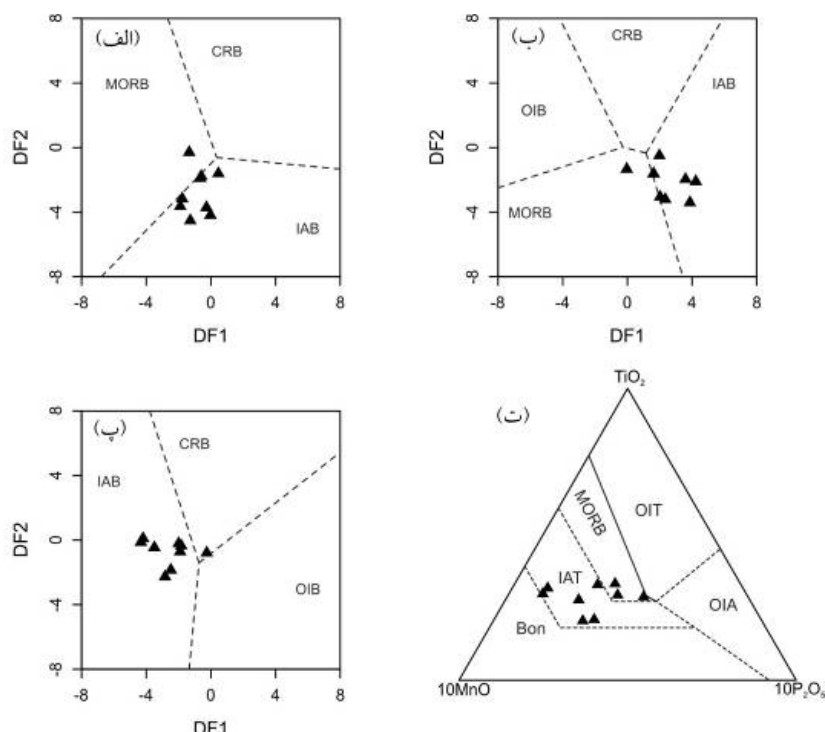 (الف)
CRB
MORB
IAB
DF2
8
4
0
-4
-8
-8 -4 0 4 8
DF1
(ب)
CRB
OIB
IAB
MORB
DF2
8
4
0
-4
-8
-8 -4 0 4 8
DF1
(پ)
CRB
IAB
OIB
DF2
8
4
0
-4
-8
-8 -4 0 4 8
DF1
(ت)
TiO₂
MORB
OIT
IAT
OIA
Bon
10MnO 10P₂O₅